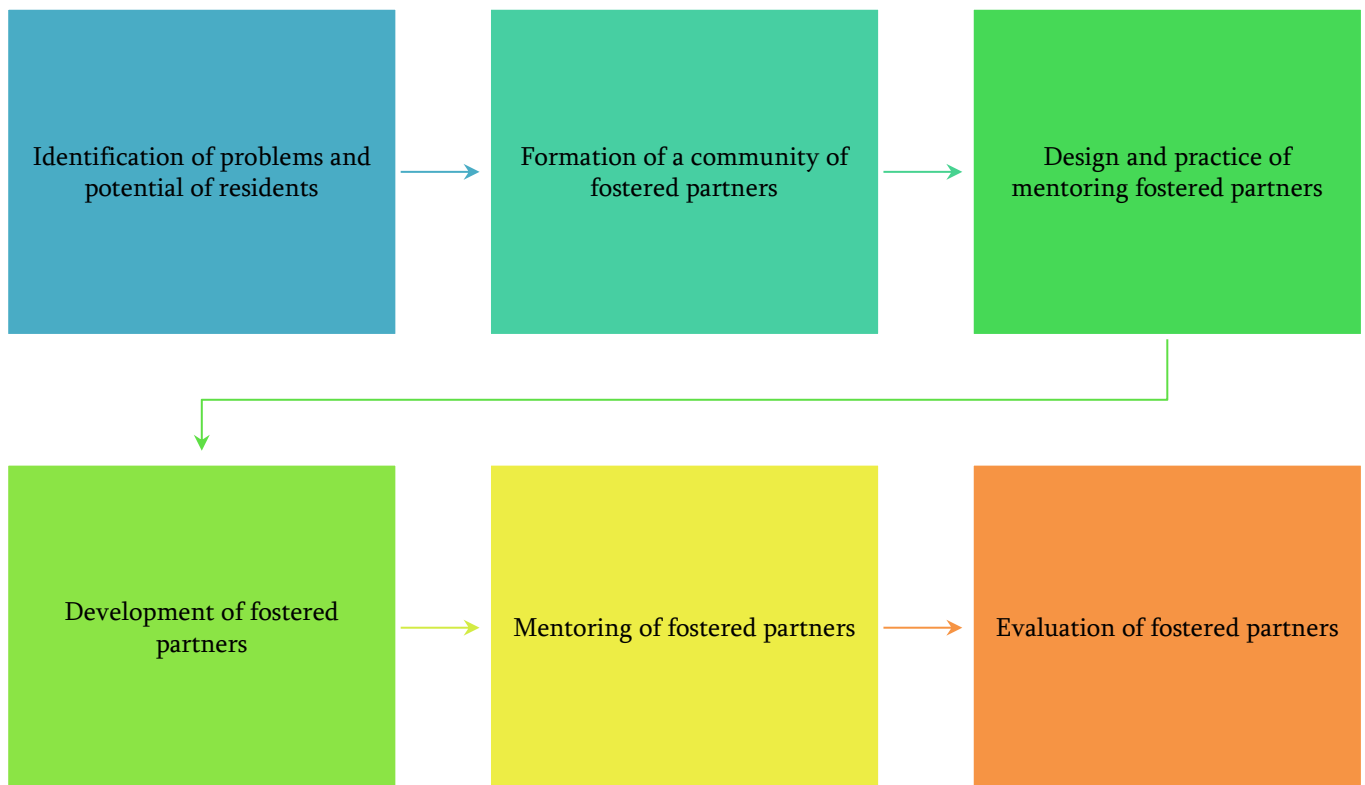 Identification of problems and
potential of residents
Formation of a community of
fostered partners
Design and practice of
mentoring fostered partners
Development of fostered
partners
Mentoring of fostered partners
Evaluation of fostered partners